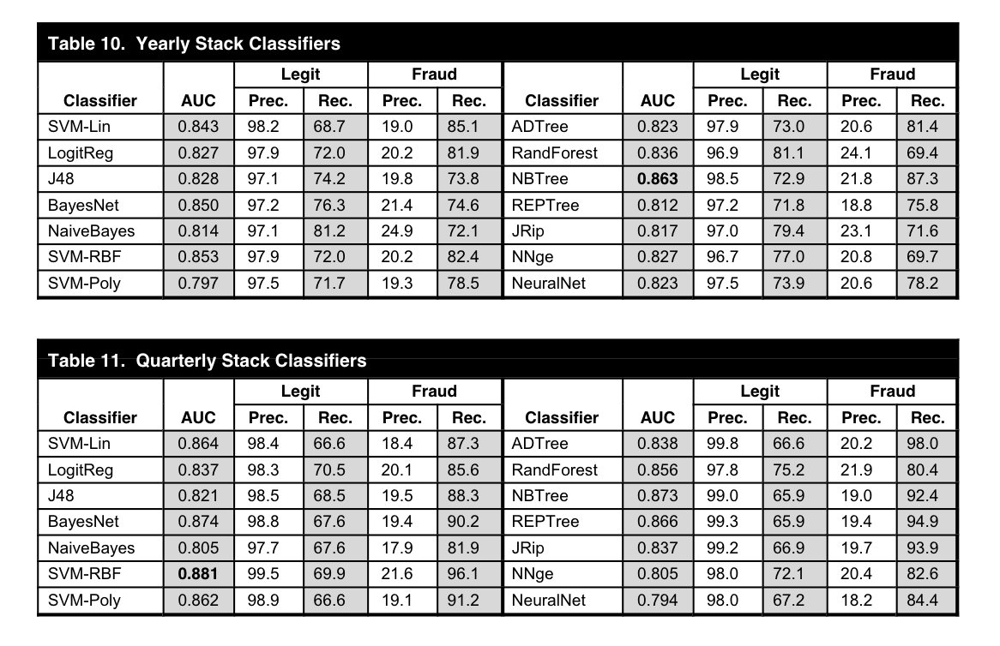 Table 10. Yearly Stack Classifiers
Legit Fraud Legit Fraud
Classifier AUC Prec. Rec. Prec. Rec. Classifier AUC Prec. Rec. Prec. Rec.
SVM-Lin 0.843 98.2 68.7 19.0 85.1 ADTree 0.823 97.9 73.0 20.6 81.4
LogitReg 0.827 97.9 72.0 20.2 81.9 RandForest 0.836 96.9 81.1 24.1 69.4
J48 0.828 97.1 74.2 19.8 73.8 NBTree 0.863 98.5 72.9 21.8 87.3
BayesNet 0.850 97.2 76.3 21.4 74.6 REPTree 0.812 97.2 71.8 18.8 75.8
NaiveBayes 0.814 97.1 81.2 24.9 72.1 JRip 0.817 97.0 79.4 23.1 71.6
SVM-RBF 0.853 97.9 72.0 20.2 82.4 NNge 0.827 96.7 77.0 20.8 69.7
SVM-Poly 0.797 97.5 71.7 19.3 78.5 NeuralNet 0.823 97.5 73.9 20.6 78.2
Table 11. Quarterly Stack Classifiers
Legit Fraud Legit Fraud
Classifier AUC Prec. Rec. Prec. Rec. Classifier AUC Prec. Rec. Prec. Rec.
SVM-Lin 0.864 98.4 66.6 18.4 87.3 ADTree 0.838 99.8 66.6 20.2 98.0
LogitReg 0.837 98.3 70.5 20.1 85.6 RandForest 0.856 97.8 75.2 21.9 80.4
J48 0.821 98.5 68.5 19.5 88.3 NBTree 0.873 99.0 65.9 19.0 92.4
BayesNet 0.874 98.8 67.6 19.4 90.2 REPTree 0.866 99.3 65.9 19.4 94.9
NaiveBayes 0.805 97.7 67.6 17.9 81.9 JRip 0.837 99.2 66.9 19.7 93.9
SVM-RBF 0.881 99.5 69.9 21.6 96.1 NNge 0.805 98.0 72.1 20.4 82.6
SVM-Poly 0.862 98.9 66.6 19.1 91.2 NeuralNet 0.794 98.0 67.2 18.2 84.4